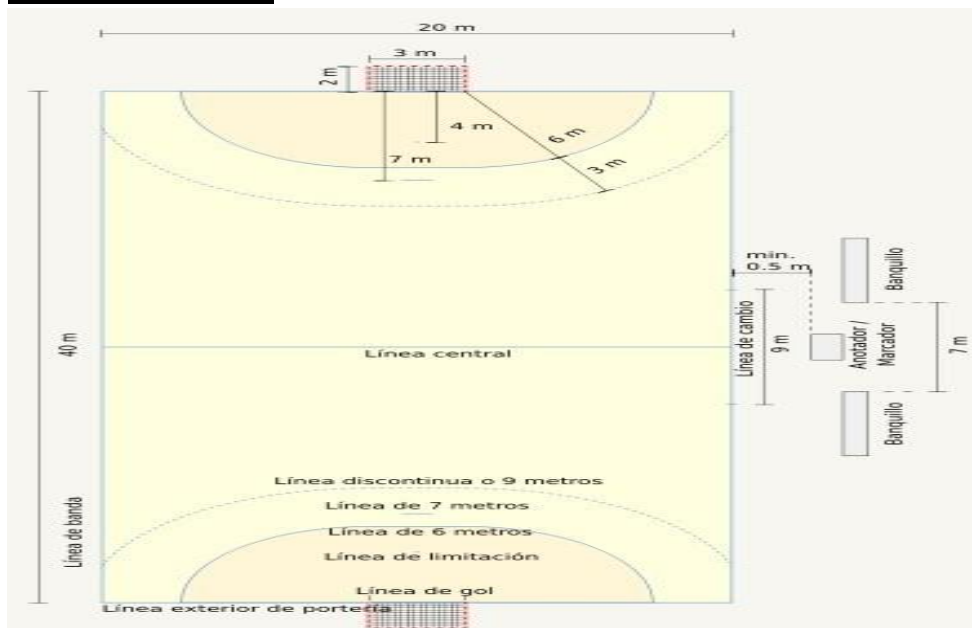 20 m
3 m
2 m
4 m
7 m
6 m
3 m
min.
0.5 m
Banquillo
Línea de cambio
9 m
Anotador /
Marcador
7 m
Banquillo
40 m
Línea central
Línea discontinua o 9 metros
Línea de 7 metros
Línea de 6 metros
Línea de limitación
Línea de banda
Línea de gol
Línea exterior de portería